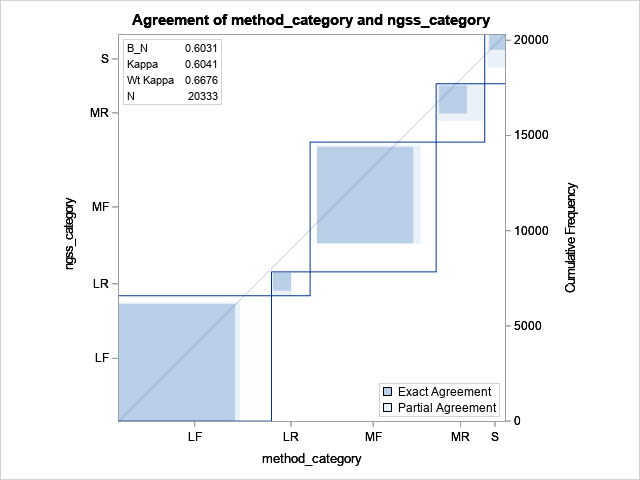 Agreement of method_category and ngss_category
B_N 0.6031
Kappa 0.6041
Wt Kappa 0.6676
N 20333
ngss_category
S
MR
MF
LR
LF
20000
15000
10000
5000
0
Cumulative Frequency
Exact Agreement
Partial Agreement
LF LR MF MR S
method_category